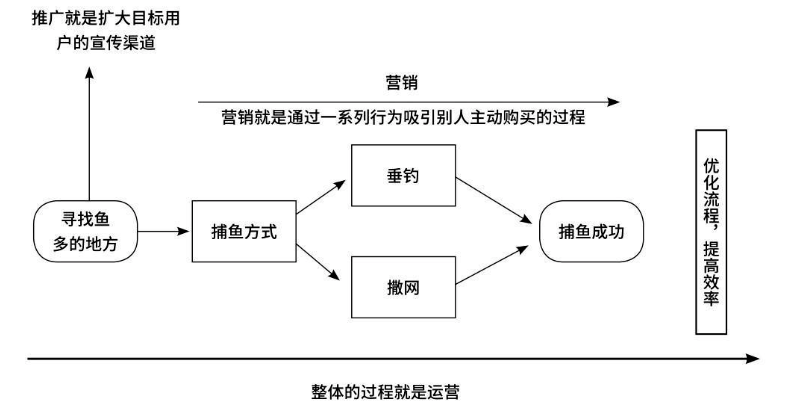 推广就是扩大目标用
户的宣传渠道
营销
营销就是通过一系列行为吸引别人主动购买的过程
寻找鱼
多的地方
捕鱼方式
垂钓
撒网
捕鱼成功
优化流程，提高效率
整体的过程就是运营